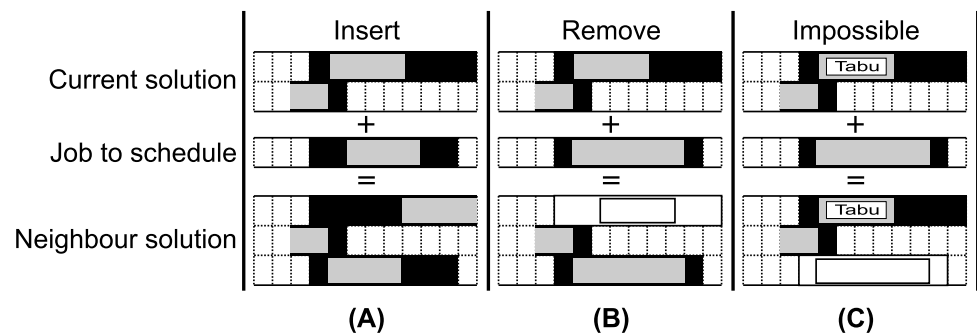 Insert Remove Impossible
Current solution
Tabu
+ + +
Job to schedule
= = =
Tabu
Neighbour solution
(A) (B) (C)